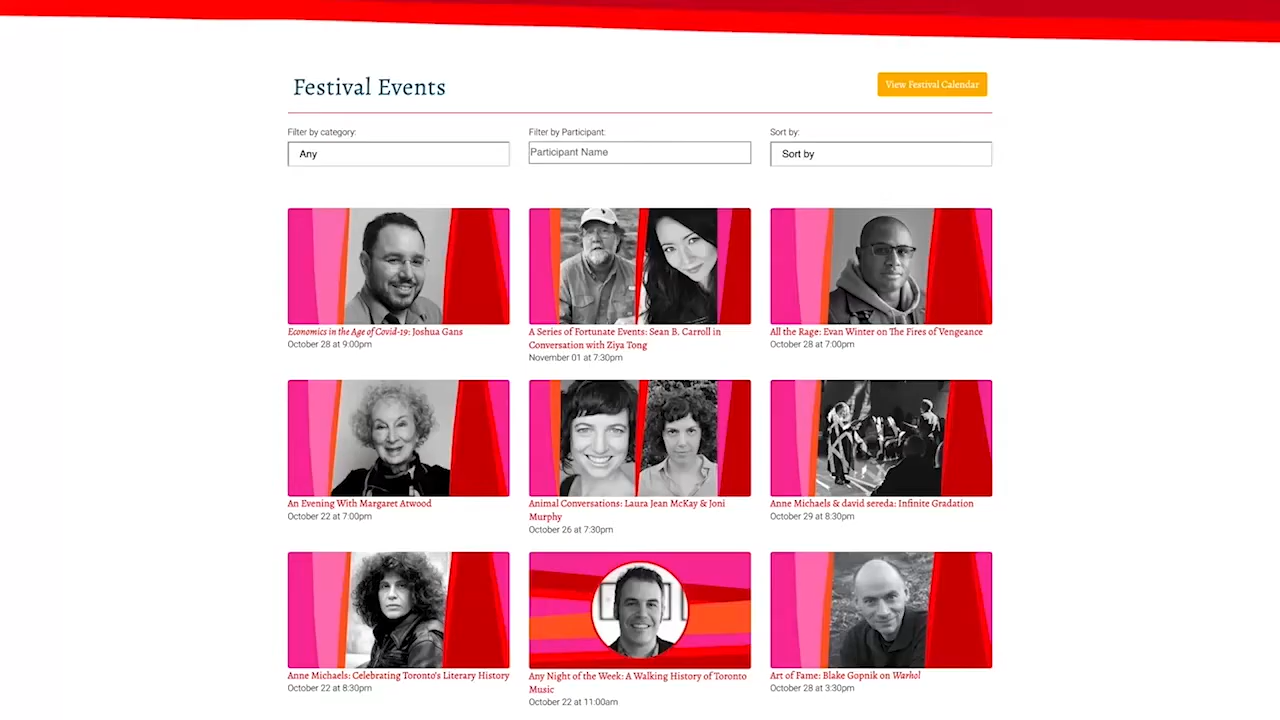 Festival Events
View Festival Calendar
Filter by category:
Filter by Participant:
Sort by:
Any
Participant Name
Sort by
Economics in the Age of Covid-19: Joshua Gans
October 28 at 9:00pm
A Series of Fortunate Events: Sean B. Carroll in
Conversation with Ziya Tong
November 01 at 7:30pm
All the Rage: Evan Winter on The Fires of Vengeance
October 28 at 7:00pm
An Evening With Margaret Atwood
October 22 at 7:00pm
Animal Conversations: Laura Jean McKay & Joni
Murphy
October 26 at 7:30pm
Anne Michaels & david sereda: Infinite Gradation
October 29 at 8:30pm
Anne Michaels: Celebrating Toronto's Literary History
October 22 at 8:30pm
Any Night of the Week: A Walking History of Toronto
Music
October 22 at 11:00am
Art of Fame: Blake Gopnik on Warhol
October 28 at 3:30pm